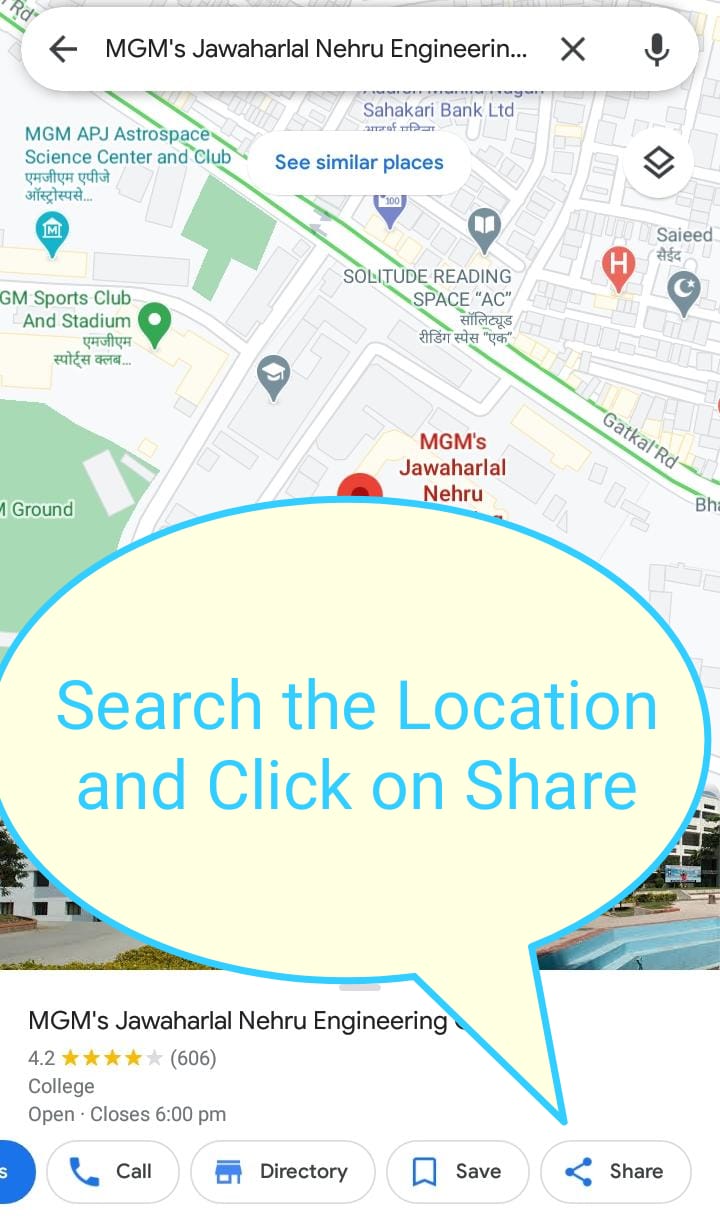 Rd
MGM's Jawaharlal Nehru Engineerin...
Sahakari Bank Ltd
MGM APJ Astrospace
Science Center and Club
एमजीएम एपीजे
ऑस्ट्रोस्पसे...
See similar places
100
M
SOLITUDE READING
SPACE “AC”
सॉलिट्यूड
रीडिंग स्पेस “एक”
H
Saieed
सईद
GM Sports Club
And Stadium
एमजीएम
स्पोर्ट्स क्लब...
Gatkal Rd
MGM's
Jawaharlal
Nehru
M Ground
Bha
Search the Location
and Click on Share
MGM's Jawaharlal Nehru Engineering
4.2 (606)
College
Open · Closes 6:00 pm
s
Call
Directory
Save
Share